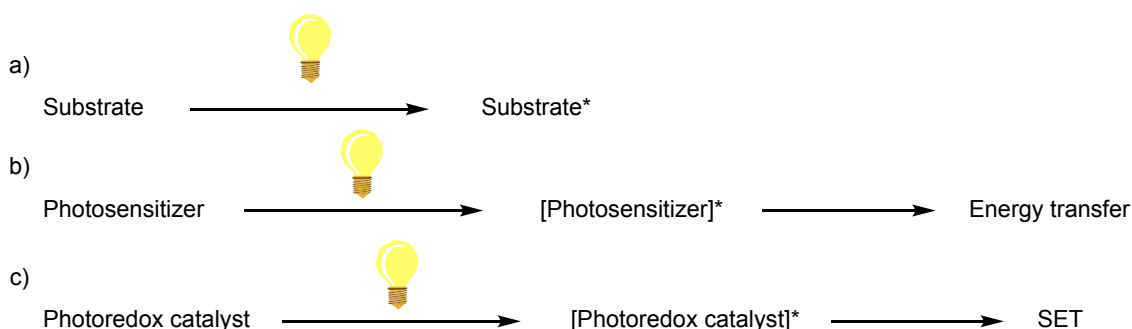 a)
Substrate Substrate*
b)
Photosensitizer [Photosensitizer]* Energy transfer
c)
Photoredox catalyst [Photoredox catalyst]* SET